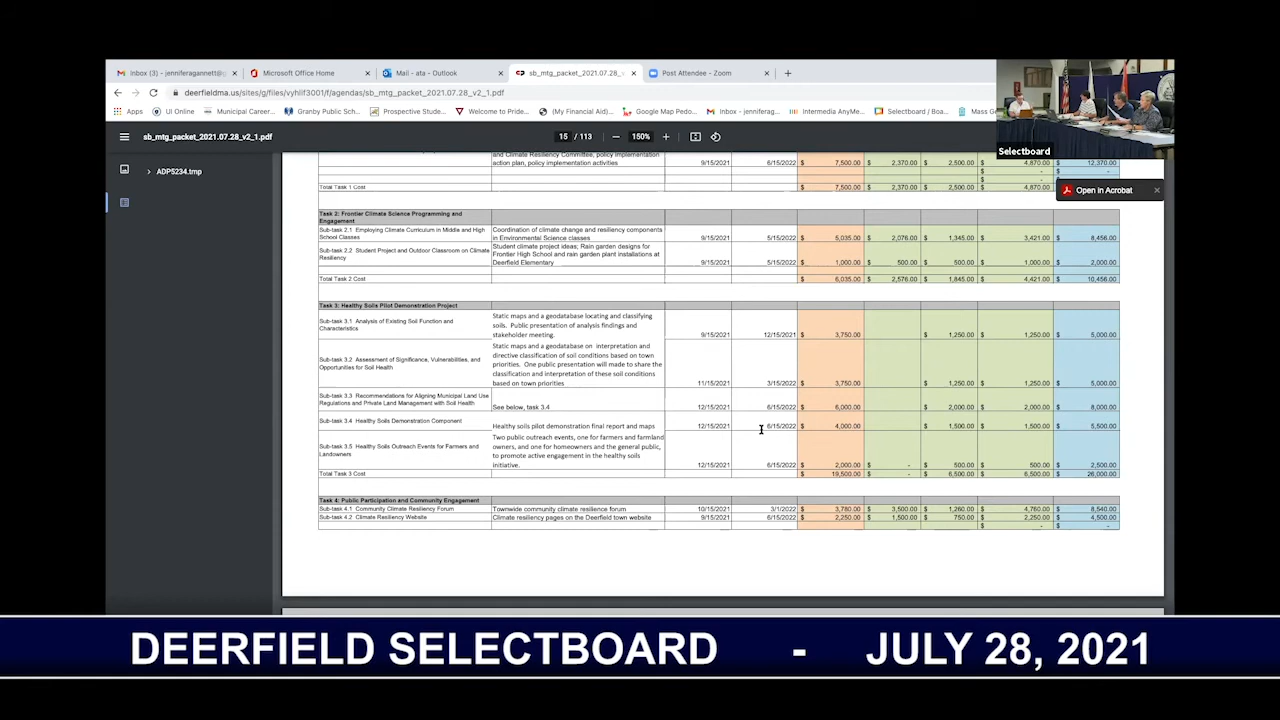 Inbox (3) - jenniferagannett@g
Microsoft Office Home
Mail - ata - Outlook
sb_mtg_packet_2021.07.28_v
Post Attendee - Zoom
deerfieldma.us/sites/g/files/vyhlif3001/f/agendas/sb_mtg_packet_2021.07.28_v2_1.pdf
Apps
UI Online
Municipal Career...
Granby Public Sch...
Prospective Stude...
Welcome to Pride...
(My Financial Aid)...
Google Map Pedo...
Inbox - jenniferag...
Intermedia AnyMe...
Selectboard / Boa...
Mass G
sb_mtg_packet_2021.07.28_v2_1.pdf
15 / 113
150%
Selectboard
ADP5234.tmp
Open in Acrobat
and Climate Resiliency Committee, policy implementation
action plan, policy implementation activities 9/15/2021 6/15/2022 $ 7,500.00 $ 2,370.00 $ 2,500.00 $ 4,870.00 $ 12,370.00
$ -
$ -
Total Task 1 Cost $ 7,500.00 $ 2,370.00 $ 2,500.00 $ 4,870.00
Task 2: Frontier Climate Science Programming and
Engagement
Sub-task 2.1 Employing Climate Curriculum in Middle and High
School Classes
Coordination of climate change and resiliency components
in Environmental Science classes 9/15/2021 5/15/2022 $ 5,035.00 $ 2,076.00 $ 1,345.00 $ 3,421.00 $ 8,456.00
Sub-task 2.2 Student Project and Outdoor Classroom on Climate
Resiliency
Student climate project ideas; Rain garden designs for
Frontier High School and rain garden plant installations at
Deerfield Elementary 9/15/2021 5/15/2022 $ 1,000.00 $ 500.00 $ 500.00 $ 1,000.00 $ 2,000.00
Total Task 2 Cost $ 6,035.00 $ 2,576.00 $ 1,845.00 $ 4,421.00 $ 10,456.00
Task 3: Healthy Soils Pilot Demonstration Project
Sub-task 3.1 Analysis of Existing Soil Function and
Characteristics
Static maps and a geodatabase locating and classifying
soils. Public presentation of analysis findings and
stakeholder meeting. 9/15/2021 12/15/2021 $ 3,750.00 $ 1,250.00 $ 1,250.00 $ 5,000.00
Sub-task 3.2 Assessment of Significance, Vulnerabilities, and
Opportunities for Soil Health
Static maps and a geodatabase on interpretation and
directive classification of soil conditions based on town
priorities. One public presentation will made to share the
classification and interpretation of these soil conditions
based on town priorities 11/15/2021 3/15/2022 $ 3,750.00 $ 1,250.00 $ 1,250.00 $ 5,000.00
Sub-task 3.3 Recommendations for Aligning Municipal Land Use
Regulations and Private Land Management with Soil Health
See below, task 3.4 12/15/2021 6/15/2022 $ 6,000.00 $ 2,000.00 $ 2,000.00 $ 8,000.00
Sub-task 3.4 Healthy Soils Demonstration Component
Healthy soils pilot demonstration final report and maps 12/15/2021 6/15/2022 $ 4,000.00 $ 1,500.00 $ 1,500.00 $ 5,500.00
Sub-task 3.5 Healthy Soils Outreach Events for Farmers and
Landowners
Two public outreach events, one for farmers and farmland
owners, and one for homeowners and the general public,
to promote active engagement in the healthy soils
initiative. 12/15/2021 6/15/2022 $ 2,000.00 $ - $ 500.00 $ 500.00 $ 2,500.00
Total Task 3 Cost $ 19,500.00 $ - $ 6,500.00 $ 6,500.00 $ 26,000.00
Task 4: Public Participation and Community Engagement
Sub-task 4.1 Community Climate Resiliency Forum Townwide community climate resilience forum 10/15/2021 3/1/2022 $ 3,780.00 $ 3,500.00 $ 1,260.00 $ 4,760.00 $ 8,540.00
Sub-task 4.2 Climate Resiliency Website Climate resiliency pages on the Deerfield town website 9/15/2021 6/15/2022 $ 2,250.00 $ 1,500.00 $ 750.00 $ 2,250.00 $ 4,500.00
$ - $ -
DEERFIELD SELECTBOARD - JULY 28, 2021